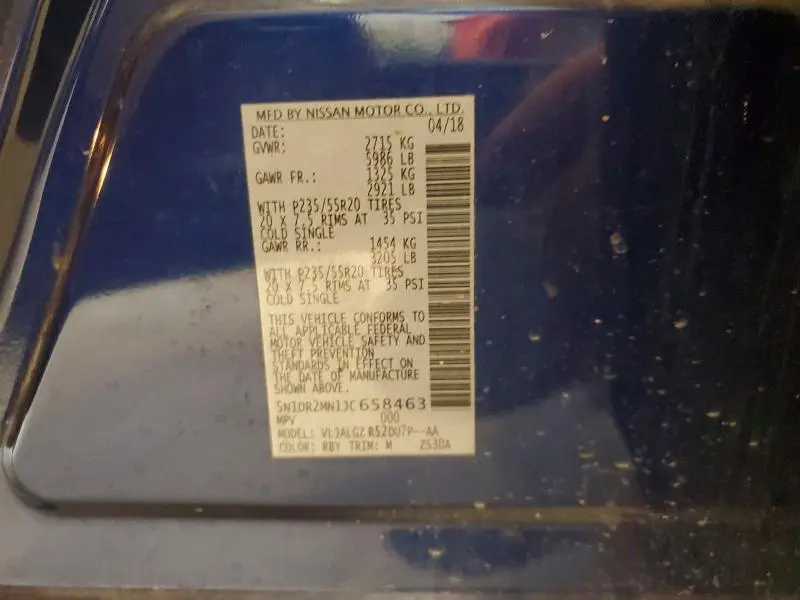 MFD BY NISSAN MOTOR CO., LTD.
DATE: 04/18
GVWR: 2715 KG
5986 LB
GAWR FR.: 1325 KG
2921 LB
WITH P235/55R20 TIRES
20 X 7.5 RIMS AT 35 PSI
COLD SINGLE
GAWR RR.: 1454 KG
3205 LB
WITH P235/55R20 TIRES
20 X 7.5 RIMS AT 35 PSI
COLD SINGLE
THIS VEHICLE CONFORMS TO
ALL APPLICABLE FEDERAL
MOTOR VEHICLE SAFETY AND
THEFT PREVENTION
STANDARDS IN EFFECT ON
THE DATE OF MANUFACTURE
SHOWN ABOVE.
5N1DR2MN1JC658463
MPV 000
MODEL:
COLOR: RBY TRIM: M